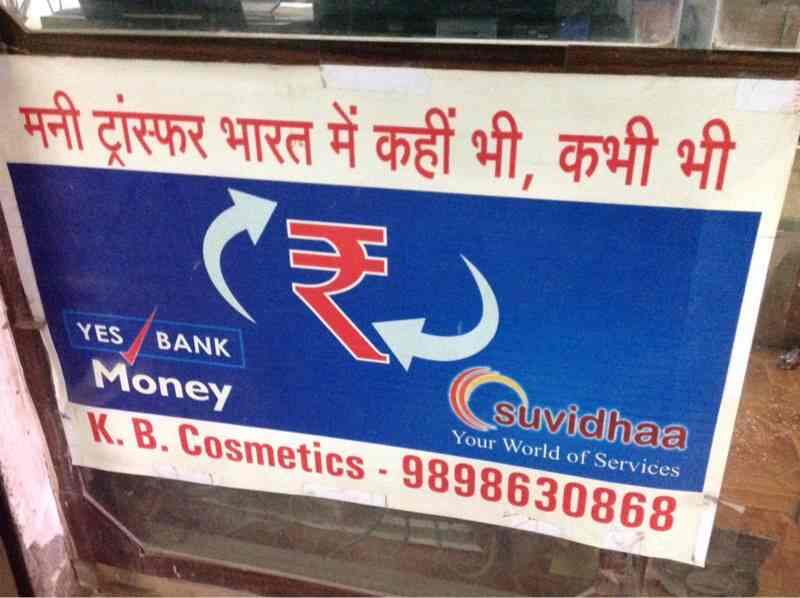 मनी ट्रांस्फर भारत में कहीं भी, कभी भी
₹
YES BANK
Money
suvidhaa
Your World of Services
K. B. Cosmetics - 9898630868